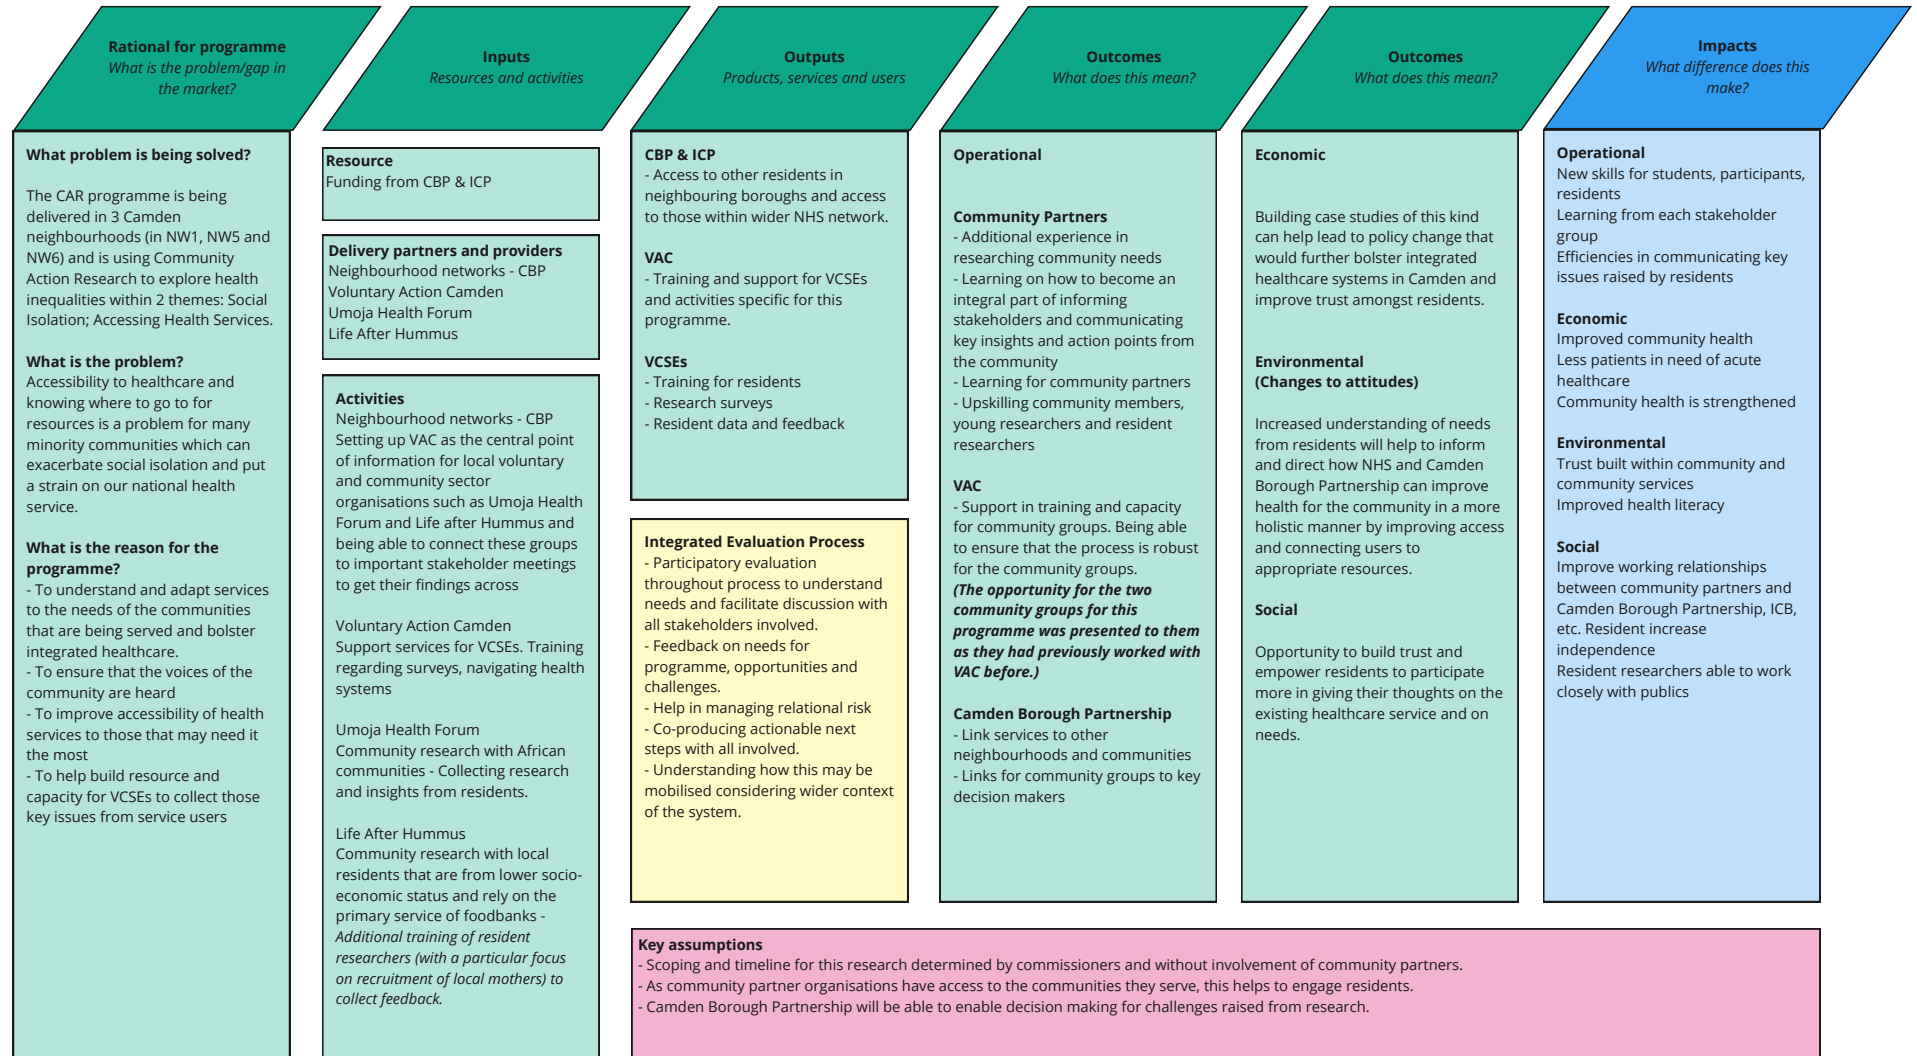 Rational for programme
What is the problem/gap in
the market?
Inputs
Resources and activities
Outputs
Products, services and users
Outcomes
What does this mean?
Outcomes
What does this mean?
Impacts
What difference does this
make?
What problem is being solved?
The CAR programme is being
delivered in 3 Camden
neighbourhoods (in NW1, NW5 and
NW6) and is using Community
Action Research to explore health
inequalities within 2 themes: Social
Isolation; Accessing Health Services.
What is the problem?
Accessibility to healthcare and
knowing where to go to for
resources is a problem for many
minority communities which can
exacerbate social isolation and put
a strain on our national health
service.
What is the reason for the
programme?
- To understand and adapt services
to the needs of the communities
that are being served and bolster
integrated healthcare.
- To ensure that the voices of the
community are heard
- To improve accessibility of health
services to those that may need it
the most
- To help build resource and
capacity for VCSEs to collect those
key issues from service users
Resource
Funding from CBP & ICP
Delivery partners and providers
Neighbourhood networks - CBP
Voluntary Action Camden
Umoja Health Forum
Life After Hummus
Activities
Neighbourhood networks - CBP
Setting up VAC as the central point
of information for local voluntary
and community sector
organisations such as Umoja Health
Forum and Life after Hummus and
being able to connect these groups
to important stakeholder meetings
to get their findings across
Voluntary Action Camden
Support services for VCSEs. Training
regarding surveys, navigating health
systems
Umoja Health Forum
Community research with African
communities - Collecting research
and insights from residents.
Life After Hummus
Community research with local
residents that are from lower socio-
economic status and rely on the
primary service of foodbanks -
Additional training of resident
researchers (with a particular focus
on recruitment of local mothers) to
collect feedback.
CBP & ICP
- Access to other residents in
neighbouring boroughs and access
to those within wider NHS network.
VAC
- Training and support for VCSEs
and activities specific for this
programme.
VCSEs
- Training for residents
- Research surveys
- Resident data and feedback
Integrated Evaluation Process
- Participatory evaluation
throughout process to understand
needs and facilitate discussion with
all stakeholders involved.
- Feedback on needs for
programme, opportunities and
challenges.
- Help in managing relational risk
- Co-producing actionable next
steps with all involved.
- Understanding how this may be
mobilised considering wider context
of the system.
Operational
Community Partners
- Additional experience in
researching community needs
- Learning on how to become an
integral part of informing
stakeholders and communicating
key insights and action points from
the community
- Learning for community partners
- Upskilling community members,
young researchers and resident
researchers
VAC
- Support in training and capacity
for community groups. Being able
to ensure that the process is robust
for the community groups.
(The opportunity for the two
community groups for this
programme was presented to them
as they had previously worked with
VAC before.)
Camden Borough Partnership
- Link services to other
neighbourhoods and communities
- Links for community groups to key
decision makers
Economic
Building case studies of this kind
can help lead to policy change that
would further bolster integrated
healthcare systems in Camden and
improve trust amongst residents.
Environmental
(Changes to attitudes)
Increased understanding of needs
from residents will help to inform
and direct how NHS and Camden
Borough Partnership can improve
health for the community in a more
holistic manner by improving access
and connecting users to
appropriate resources.
Social
Opportunity to build trust and
empower residents to participate
more in giving their thoughts on the
existing healthcare service and on
needs.
Operational
New skills for students, participants,
residents
Learning from each stakeholder
group
Efficiencies in communicating key
issues raised by residents
Economic
Improved community health
Less patients in need of acute
healthcare
Community health is strengthened
Environmental
Trust built within community and
community services
Improved health literacy
Social
Improve working relationships
between community partners and
Camden Borough Partnership, ICB,
etc. Resident increase
independence
Resident researchers able to work
closely with publics
Key assumptions
- Scoping and timeline for this research determined by commissioners and without involvement of community partners.
- As community partner organisations have access to the communities they serve, this helps to engage residents.
- Camden Borough Partnership will be able to enable decision making for challenges raised from research.